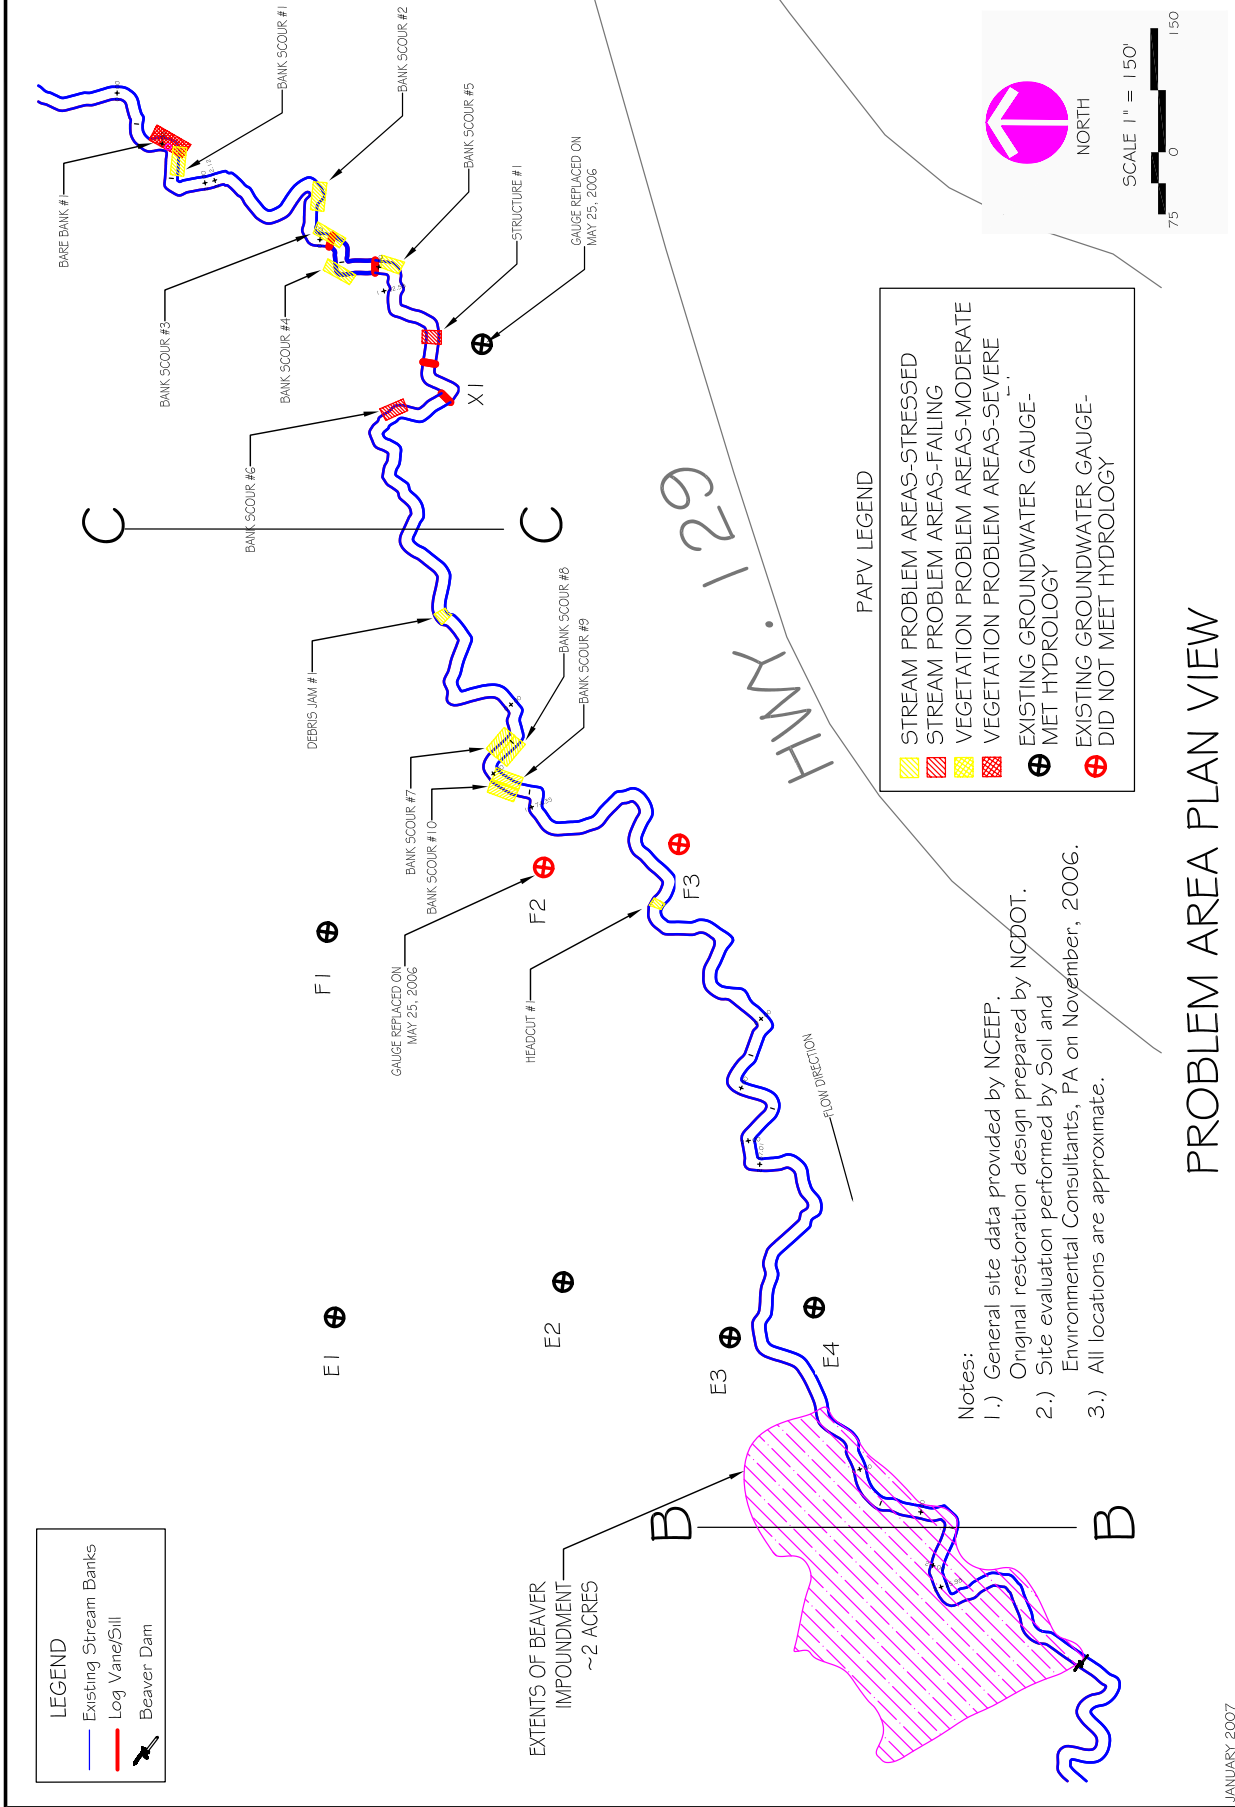 LEGEND
Existing Stream Banks
Log Vane/Sill
Beaver Dam
EXTENTS OF BEAVER
IMPOUNDMENT
~2 ACRES
B
B
E1
E2
E3
E4
F1
F2
F3
GAUGE REPLACED ON
MAY 25, 2006
HEADCUT #1
FLOW DIRECTION
BANK SCOUR #7
BANK SCOUR #10
BANK SCOUR #8
BANK SCOUR #9
DEBRIS JAM #1
C
C
BANK SCOUR #6
BANK SCOUR #3
BANK SCOUR #4
BARE BANK #1
BANK SCOUR #1
BANK SCOUR #2
BANK SCOUR #5
STRUCTURE #1
GAUGE REPLACED ON
MAY 25, 2006
X1
HWY. 129
PAPV LEGEND
STREAM PROBLEM AREAS-STRESSED
STREAM PROBLEM AREAS-FAILING
VEGETATION PROBLEM AREAS-MODERATE
VEGETATION PROBLEM AREAS-SEVERE
EXISTING GROUNDWATER GAUGE-
MET HYDROLOGY
EXISTING GROUNDWATER GAUGE-
DID NOT MEET HYDROLOGY
NORTH
SCALE 1" = 150'
75 0 150
Notes:
1.) General site data provided by NCEEP.
Original restoration design prepared by NCDOT.
2.) Site evaluation performed by Soil and
Environmental Consultants, PA on November, 2006.
3.) All locations are approximate.
PROBLEM AREA PLAN VIEW
JANUARY 2007